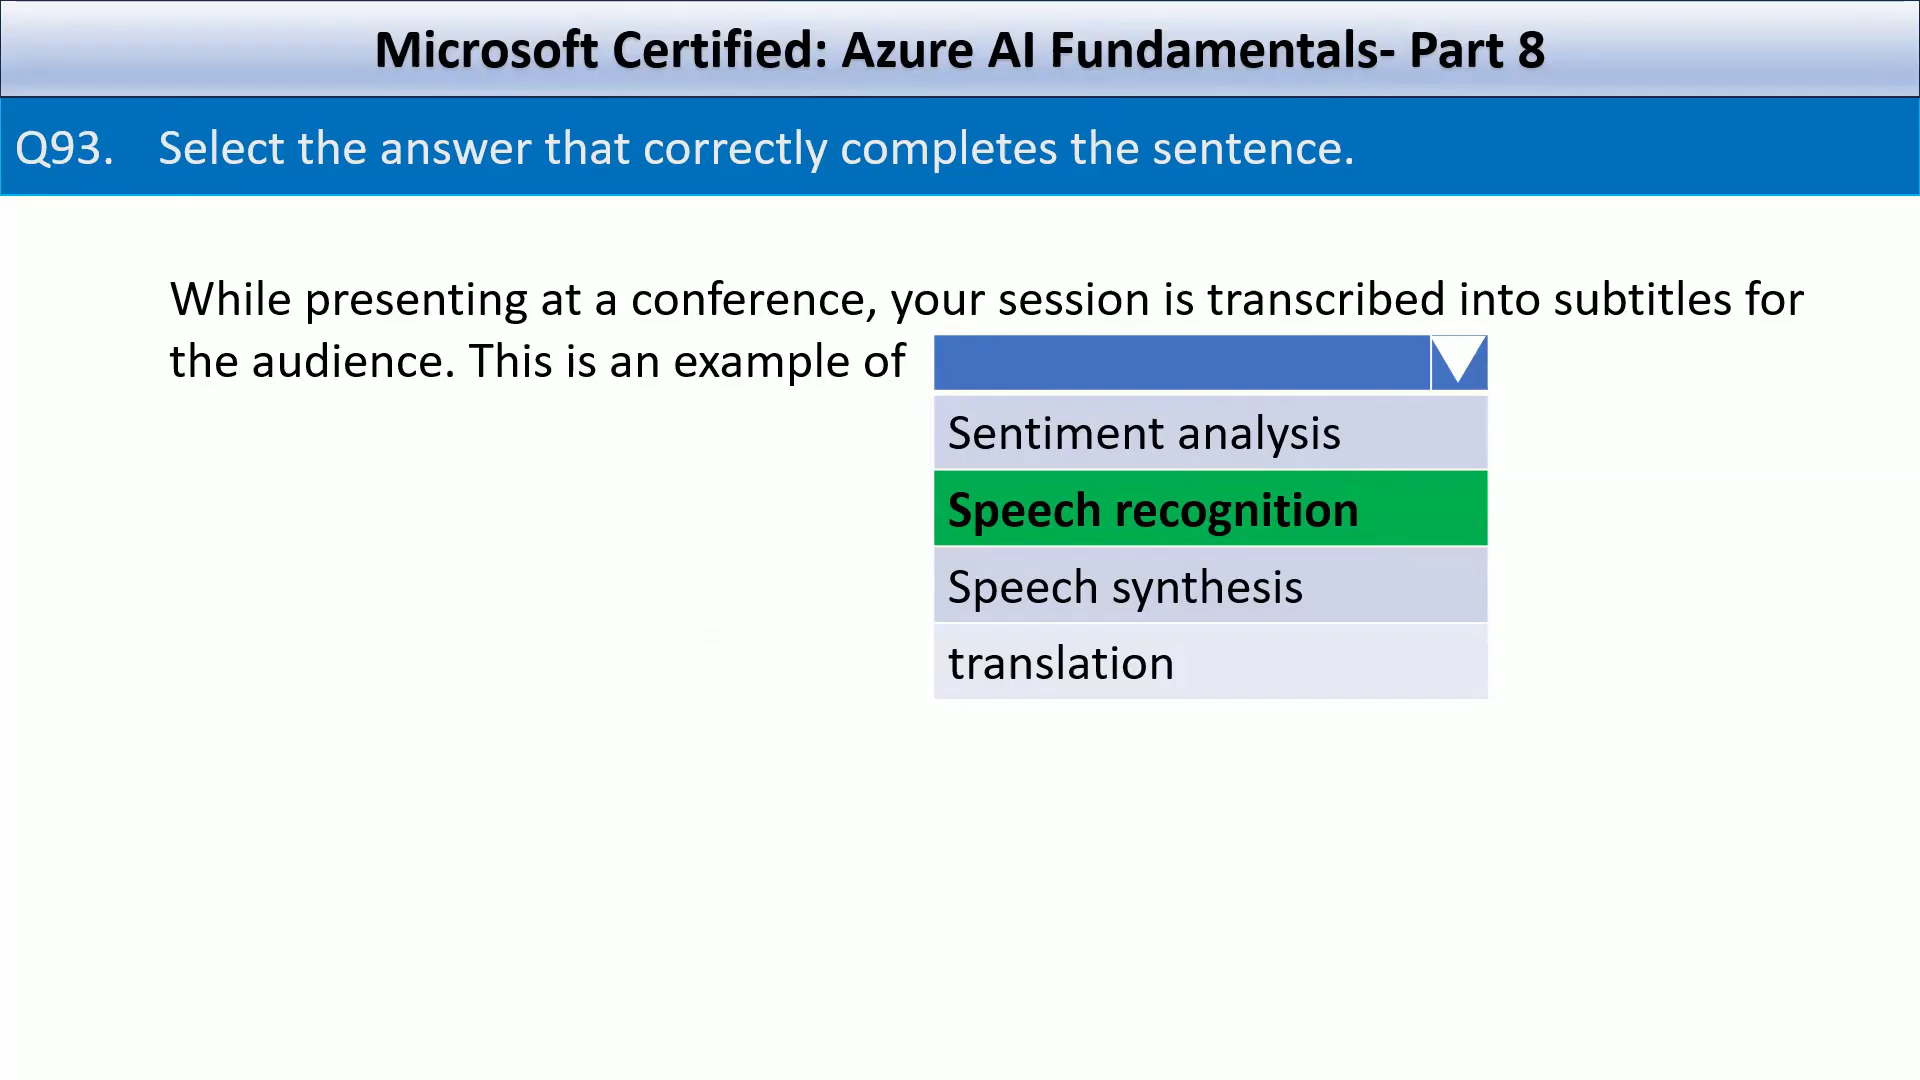 Microsoft Certified: Azure AI Fundamentals- Part 8
Q93. Select the answer that correctly completes the sentence.
While presenting at a conference, your session is transcribed into subtitles for
the audience. This is an example of
Sentiment analysis
Speech recognition
Speech synthesis
translation